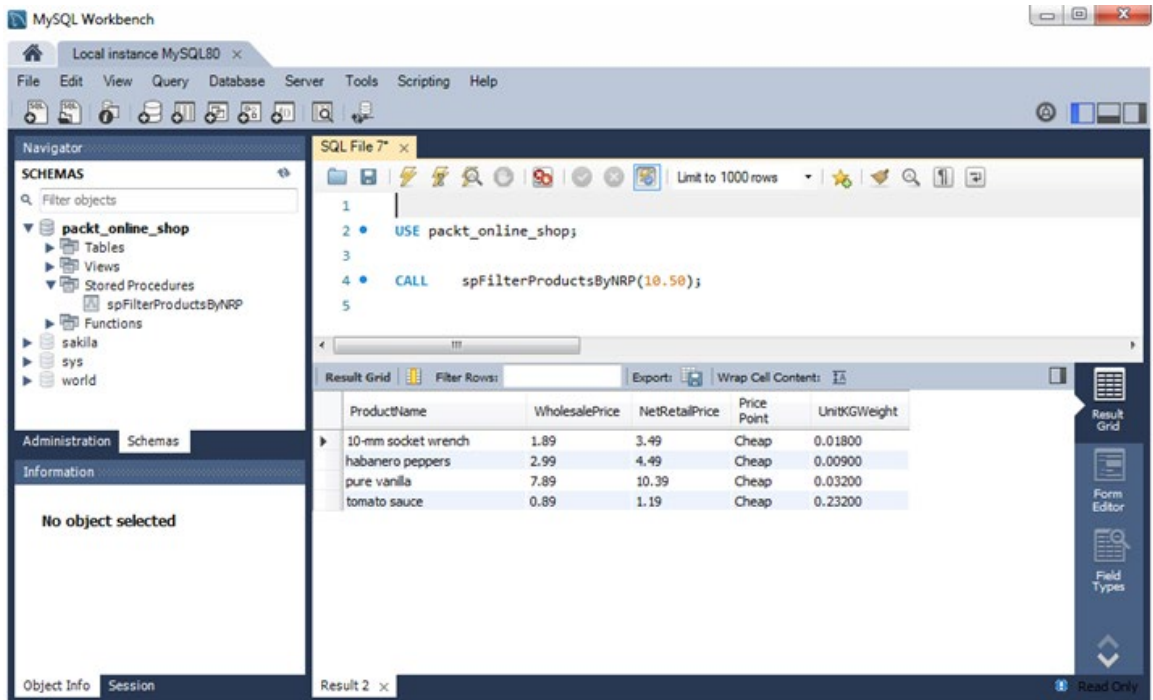 MySQL Workbench
Local instance MySQL80
File Edit View Query Database Server Tools Scripting Help
Navigator
SCHEMAS
Filter objects
packt_online_shop
Tables
Views
Stored Procedures
spFilterProductsByNRP
Functions
sakila
sys
world
Administration Schemas
Information
No object selected
Object Info Session
SQL File 7*
Limit to 1000 rows
1
2 USE packt_online_shop;
3
4 CALL spFilterProductsByNRP(10.50);
5
Result Grid Filter Rows: Export: Wrap Cell Content:
ProductName WholesalePrice NetRetailPrice Price Point UnitKGWeight
10-mm socket wrench 1.89 3.49 Cheap 0.01800
habanero peppers 2.99 4.49 Cheap 0.00900
pure vanilla 7.89 10.39 Cheap 0.03200
tomato sauce 0.89 1.19 Cheap 0.23200
Result Grid
Form Editor
Field Types
Result 2
Read Only